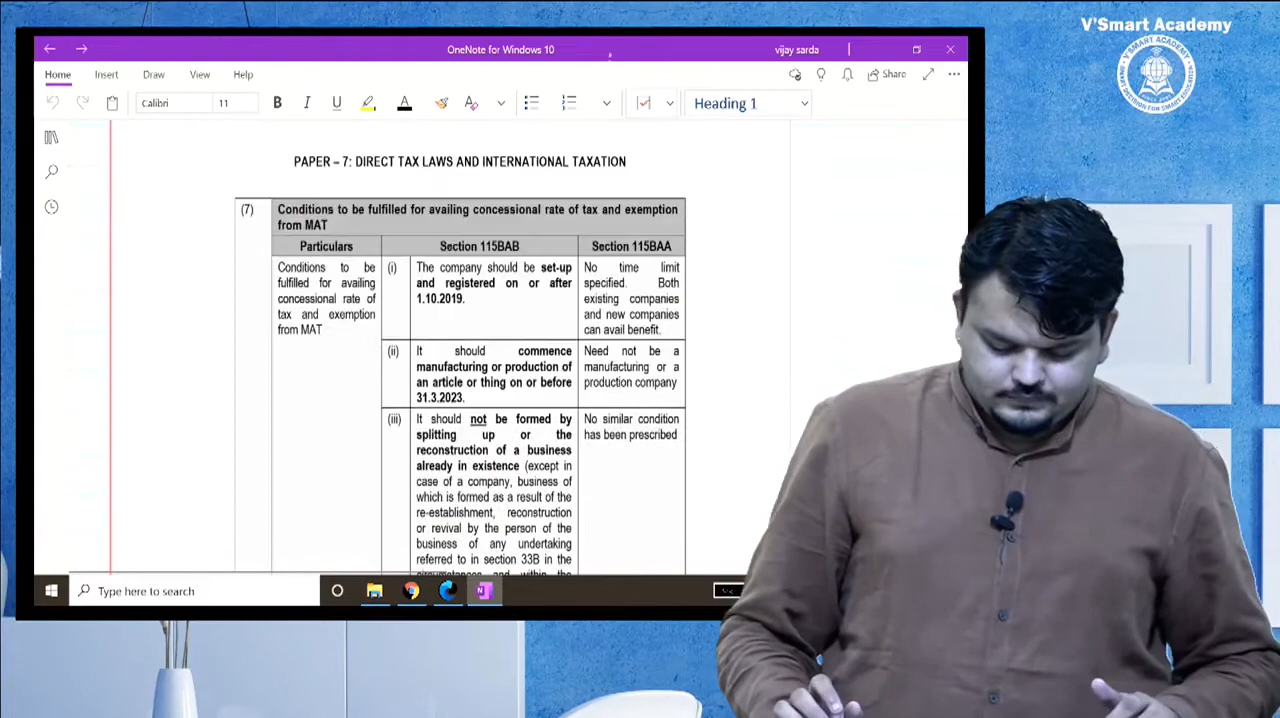 V'Smart Academy
OneNote for Windows 10
vijay sarda
Home Insert Draw View Help
Share
Calibri 11 B I U A A Heading 1
PAPER – 7: DIRECT TAX LAWS AND INTERNATIONAL TAXATION
(7) Conditions to be fulfilled for availing concessional rate of tax and exemption
from MAT
Particulars Section 115BAB Section 115BAA
Conditions to be
fulfilled for availing
concessional rate of
tax and exemption
from MAT
(i) The company should be set-up
and registered on or after
1.10.2019.
No time limit
specified. Both
existing companies
and new companies
can avail benefit.
(ii) It should commence
manufacturing or production of
an article or thing on or before
31.3.2023.
Need not be a
manufacturing or a
production company
(iii) It should not be formed by
splitting up or the
reconstruction of a business
already in existence (except in
case of a company, business of
which is formed as a result of the
re-establishment, reconstruction
or revival by the person of the
business of any undertaking
referred to in section 33B in the
No similar condition
has been prescribed
Type here to search